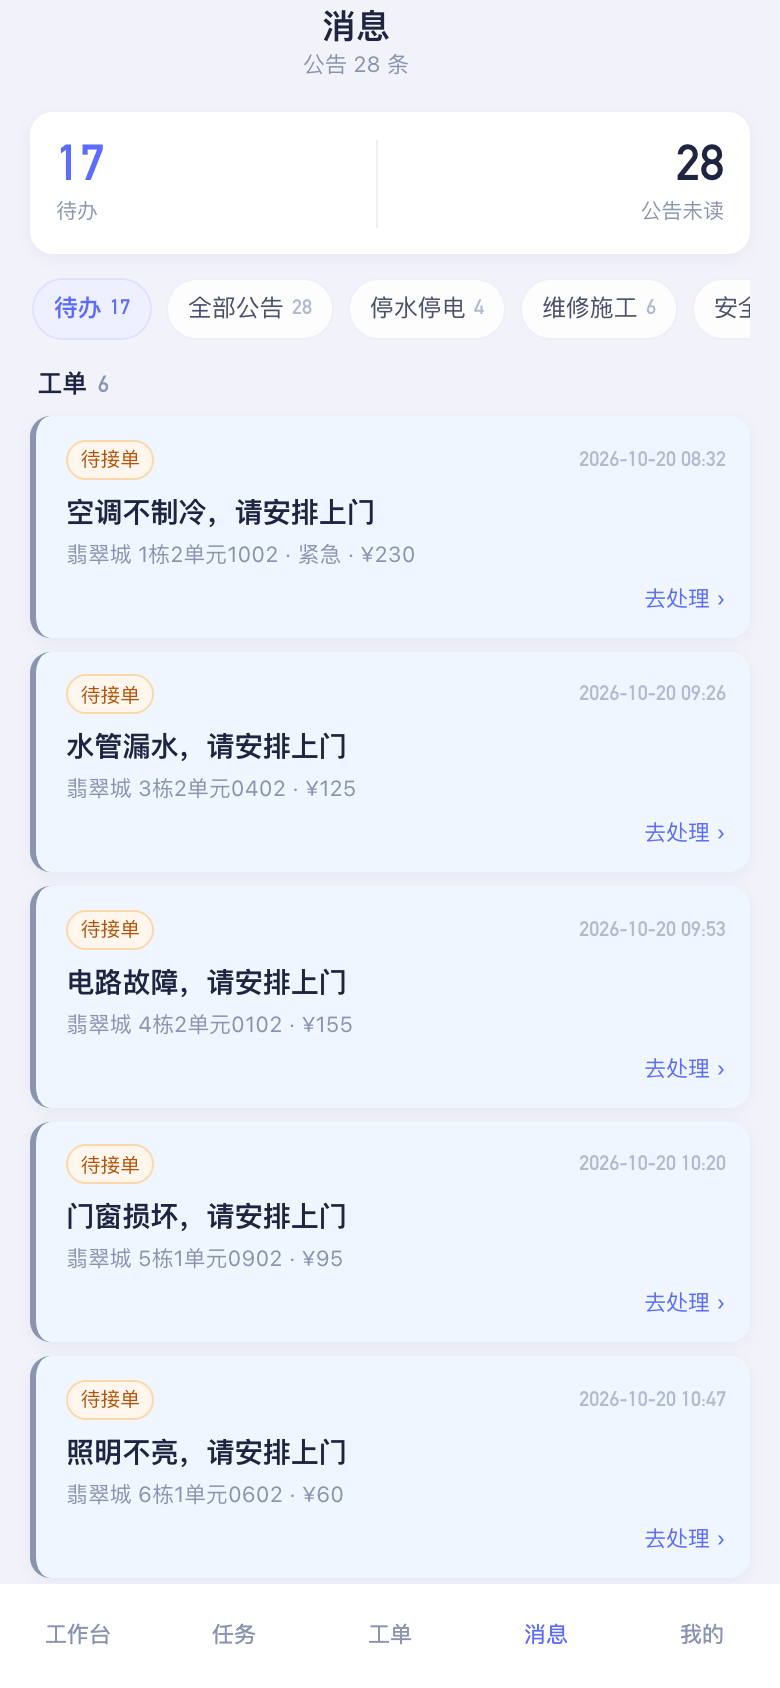 消息
公告 28 条
17
待办
28
公告未读
待办 17
全部公告 28
停水停电 4
维修施工 6
安全
工单 6
待接单
2026-10-20 08:32
空调不制冷，请安排上门
翡翠城 1栋2单元1002 · 紧急 · ¥230
去处理 ›
待接单
2026-10-20 09:26
水管漏水，请安排上门
翡翠城 3栋2单元0402 · ¥125
去处理 ›
待接单
2026-10-20 09:53
电路故障，请安排上门
翡翠城 4栋2单元0102 · ¥155
去处理 ›
待接单
2026-10-20 10:20
门窗损坏，请安排上门
翡翠城 5栋1单元0902 · ¥95
去处理 ›
待接单
2026-10-20 10:47
照明不亮，请安排上门
翡翠城 6栋1单元0602 · ¥60
去处理 ›
工作台
任务
工单
消息
我的